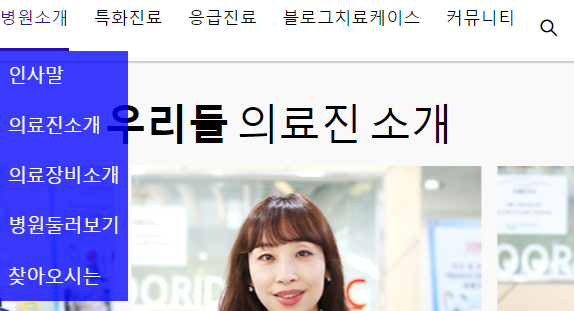 병원소개 특화진료 응급진료 블로그치료케이스 커뮤니티
인사말
의료진소개
의료장비소개
병원둘러보기
찾아오시는
우리들 의료진 소개
QORID
C
QOR